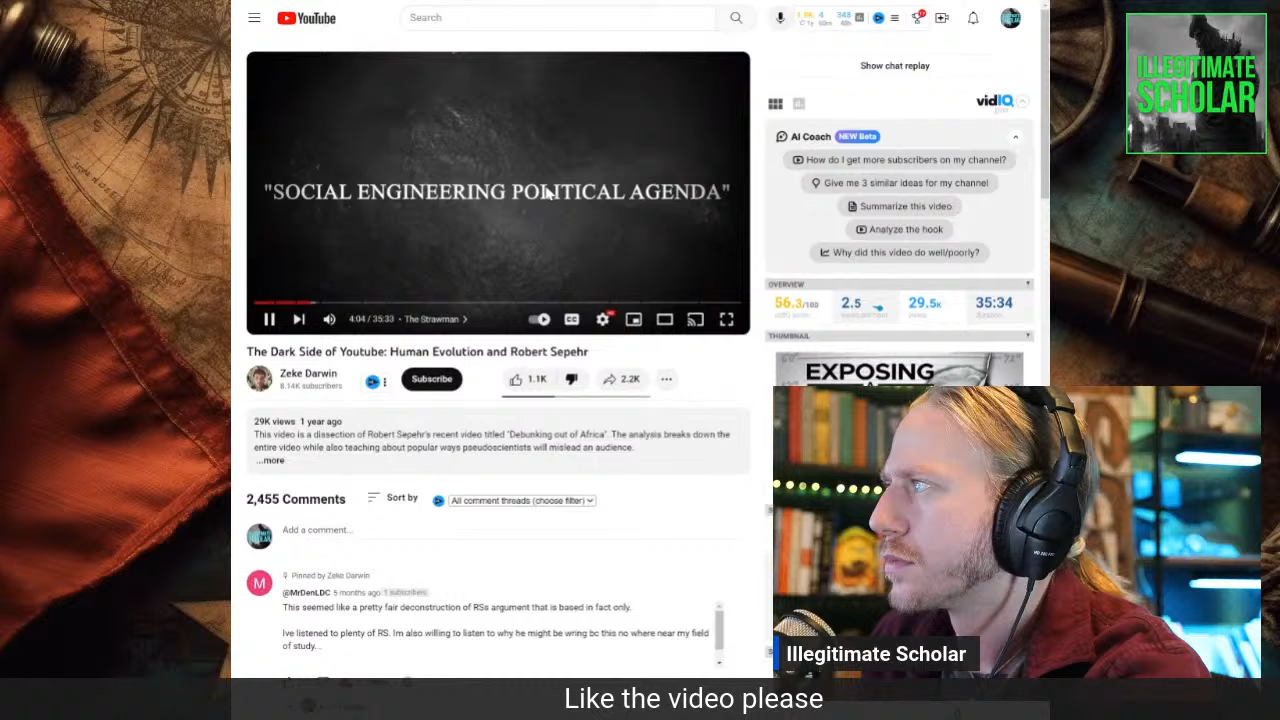 YouTube
Search
348
ILLEGITIMATE
SCHOLAR
Show chat replay
vidIQ
AI Coach NEW Beta
How do I get more subscribers on my channel?
Give me 3 similar ideas for my channel
Summarize this video
Analyze the hook
Why did this video do well/poorly?
"SOCIAL ENGINEERING POLITICAL AGENDA"
4:04 / 35:33 • The Strawman
OVERVIEW
56.3/100 2.5 29.5k 35:34
THUMBNAIL
EXPOSING
The Dark Side of Youtube: Human Evolution and Robert Sepehr
Zeke Darwin
8.14K subscribers
Subscribe
1.1K
2.2K
29K views 1 year ago
This video is a dissection of Robert Sepehr's recent video titled "Debunking out of Africa". The analysis breaks down the
entire video while also teaching about popular ways pseudoscientists will mislead an audience.
...more
2,455 Comments
Sort by
All comment threads (choose filter)
Add a comment...
Pinned by Zeke Darwin
M
@MrDenLDC 5 months ago 1 subscribers
This seemed like a pretty fair deconstruction of RSs argument that is based in fact only.
Ive listened to plenty of RS. Im also willing to listen to why he might be wring bc this no where near my field
of study...
Illegitimate Scholar
Like the video please